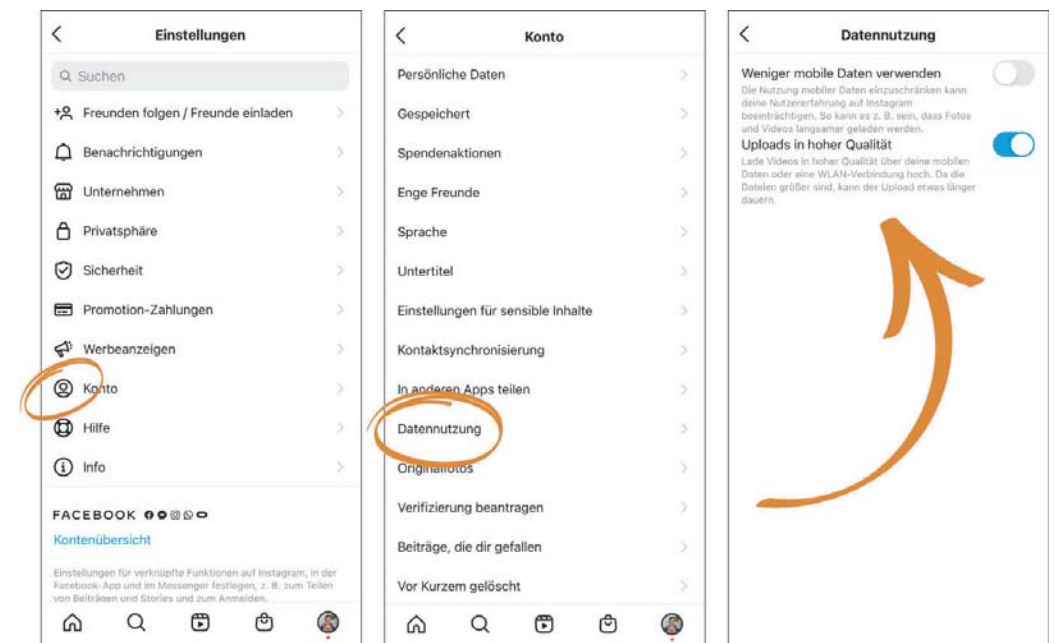 Einstellungen
Suchen
Freunden folgen / Freunde einladen
Benachrichtigungen
Unternehmen
Privatsphäre
Sicherheit
Promotion-Zahlungen
Werbeanzeigen
Konto
Hilfe
Info
FACEBOOK
Kontenübersicht
Einstellungen für verknüpfte Funktionen auf Instagram, in der
Facebook-App und im Messenger festlegen, z. B. zum Teilen
von Beiträgen und Stories und zum Anmelden.
Konto
Persönliche Daten
Gespeichert
Spendenaktionen
Enge Freunde
Sprache
Untertitel
Einstellungen für sensible Inhalte
Kontaktsynchronisierung
In anderen Apps teilen
Datennutzung
Originalfotos
Verifizierung beantragen
Beiträge, die dir gefallen
Vor Kurzem gelöscht
Datennutzung
Weniger mobile Daten verwenden
Die Nutzung mobiler Daten einzuschränken kann
deine Nutzererfahrung auf Instagram
beeinträchtigen. So kann es z. B. sein, dass Fotos
und Videos langsamer geladen werden.
Uploads in hoher Qualität
Lade Videos in hoher Qualität über deine mobilen
Daten oder eine WLAN-Verbindung hoch. Da die
Dateien größer sind, kann der Upload etwas länger
dauern.